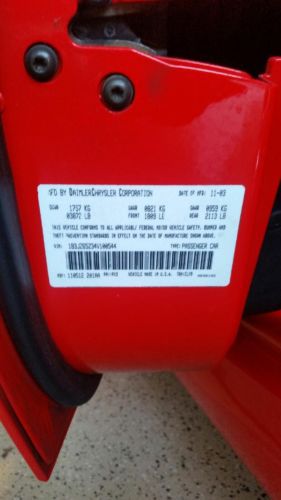 MFD BY DAIMLERCHRYSLER CORPORATION DATE OF MFR: 11-03
GVWR 1757 KG GAWR 0821 KG GAWR 0959 KG
03872 LB FRONT 1809 LB REAR 2113 LB
THIS VEHICLE CONFORMS TO ALL APPLICABLE FEDERAL MOTOR VEHICLE SAFETY, BUMPER AND
THEFT PREVENTION STANDARDS IN EFFECT ON THE DATE OF MANUFACTURE SHOWN ABOVE.
VIN: TYPE: PASSENGER CAR
VEHICLE MADE IN U.S.A.